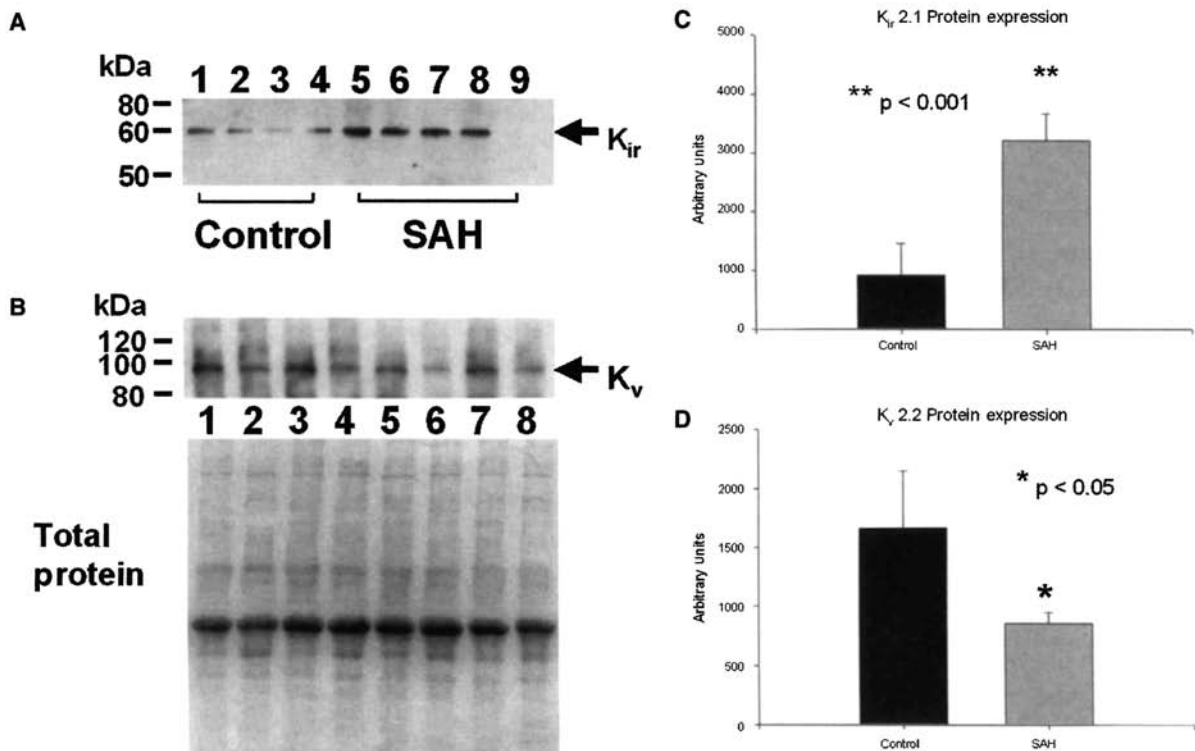 A
kDa
1 2 3 4 5 6 7 8 9
80
60
50
Kir
Control SAH
B
kDa
120
100
80
Kv
1 2 3 4 5 6 7 8
Total
protein
C
Kir 2.1 Protein expression
5000
4000
3000
2000
1000
0
Arbitrary Units
** p < 0.001
**
Control SAH
D
Kv 2.2 Protein expression
2500
2000
1500
1000
500
0
Arbitrary Units
* p < 0.05
*
Control SAH